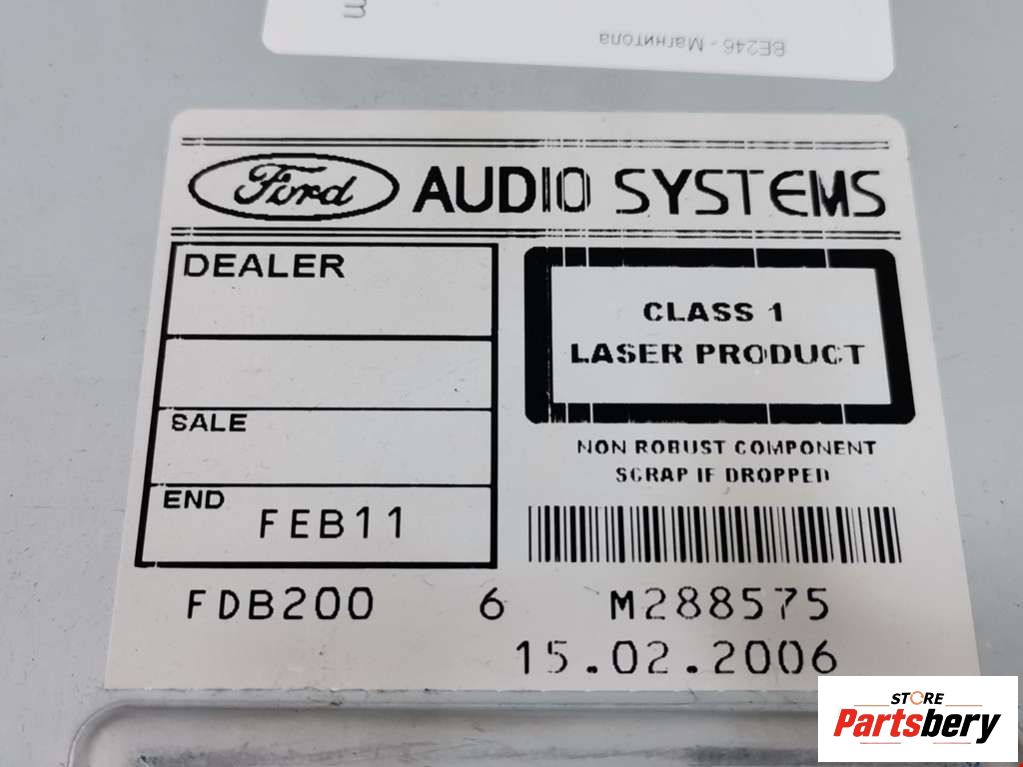 m
BE246 - Магнитола
Ford AUDIO SYSTEMS
DEALER
CLASS 1
LASER PRODUCT
SALE
NON ROBUST COMPONENT
SCRAP IF DROPPED
END
FEB11
FDB200 6 M288575
15.02.2006
STORE
Partsbery